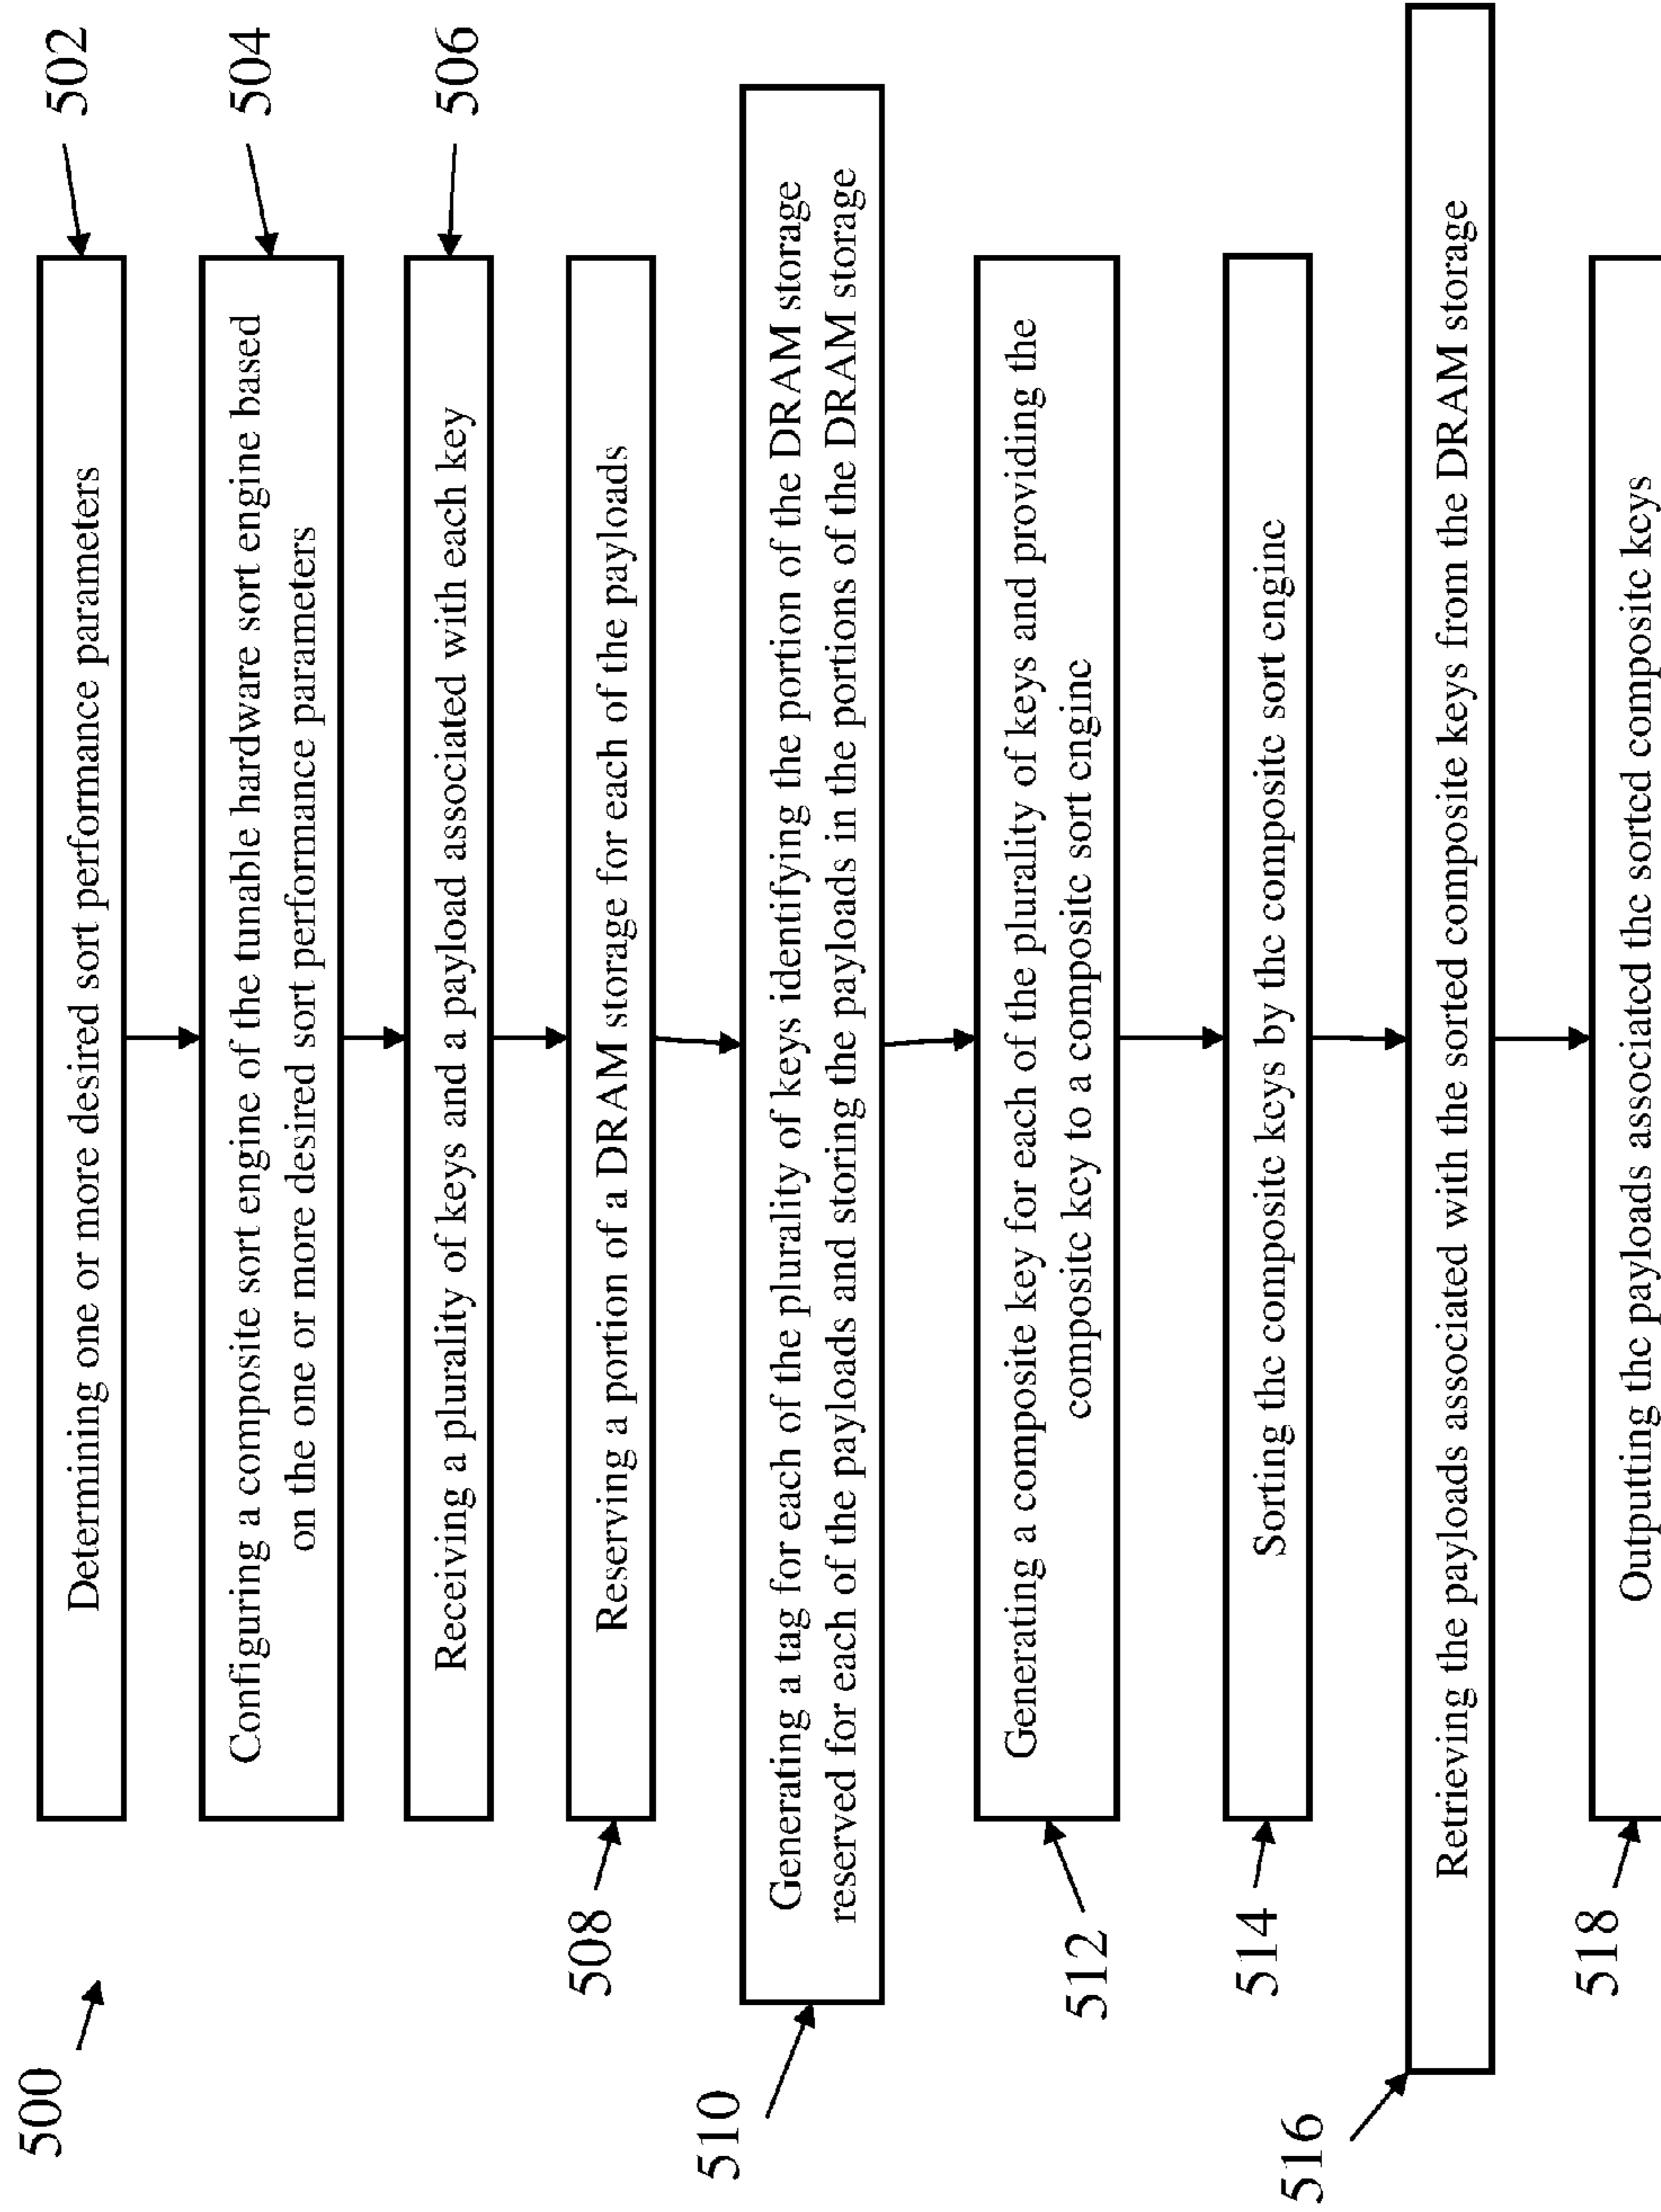 500
502
Determining one or more desired sort performance parameters
504
Configuring a composite sort engine of the tunable hardware sort engine based
on the one or more desired sort performance parameters
506
Receiving a plurality of keys and a payload associated with each key
508
Reserving a portion of a DRAM storage for each of the payloads
510
Generating a tag for each of the plurality of keys identifying the portion of the DRAM storage
reserved for each of the payloads and storing the payloads in the portions of the DRAM storage
512
Generating a composite key for each of the plurality of keys and providing the
composite key to a composite sort engine
514
Sorting the composite keys by the composite sort engine
516
Retrieving the payloads associated with the sorted composite keys from the DRAM storage
518
Outputting the payloads associated the sorted composite keys